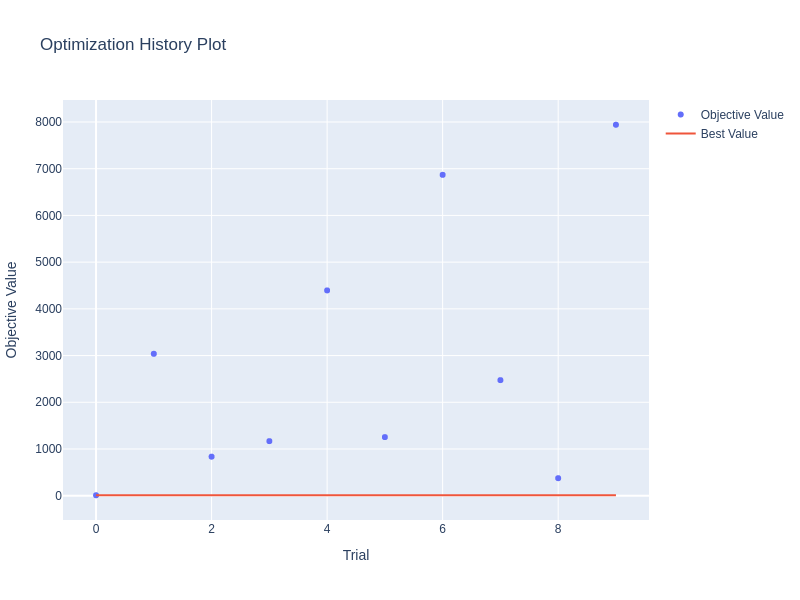 Optimization History Plot
Objective Value
Best Value
8000
7000
6000
5000
4000
3000
2000
1000
0
Objective Value
0
2
4
6
8
Trial